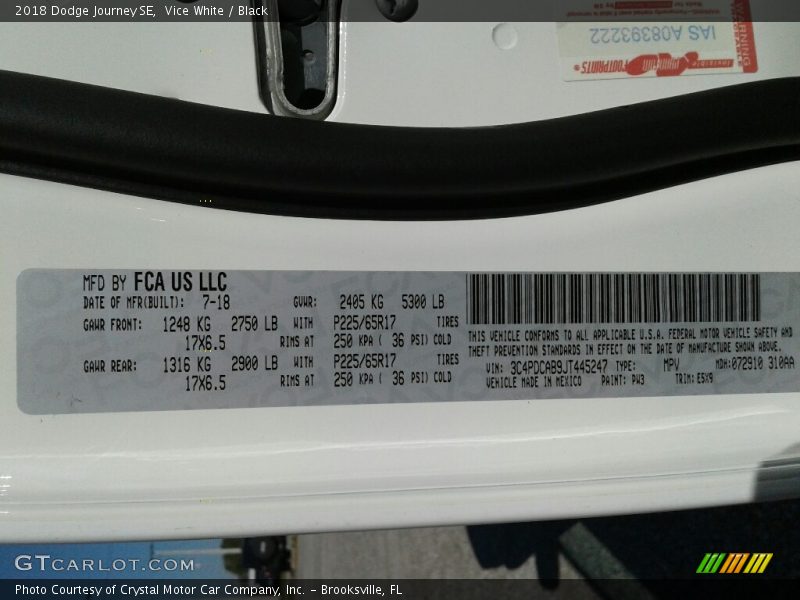 2018 Dodge Journey SE, Vice White / Black
WARNING
IAS A08393222
Invisible
FOOTPRINTS
MFD BY FCA US LLC
DATE OF MFR(BUILT): 7-18 GVWR: 2405 KG 5300 LB
GAWR FRONT: 1248 KG 2750 LB WITH P225/65R17 TIRES
17X6.5 RIMS AT 250 KPA ( 36 PSI) COLD
GAWR REAR: 1316 KG 2900 LB WITH P225/65R17 TIRES
17X6.5 RIMS AT 250 KPA ( 36 PSI) COLD
THIS VEHICLE CONFORMS TO ALL APPLICABLE U.S.A. FEDERAL MOTOR VEHICLE SAFETY AND
THEFT PREVENTION STANDARDS IN EFFECT ON THE DATE OF MANUFACTURE SHOWN ABOVE.
VIN: 3C4PDCAB9JT445247 TYPE: MPV MDH:072910 310AA
VEHICLE MADE IN MEXICO PAINT: PW3 TRIM: E5X9
GTCARLOT.COM
Photo Courtesy of Crystal Motor Car Company, Inc. – Brooksville, FL